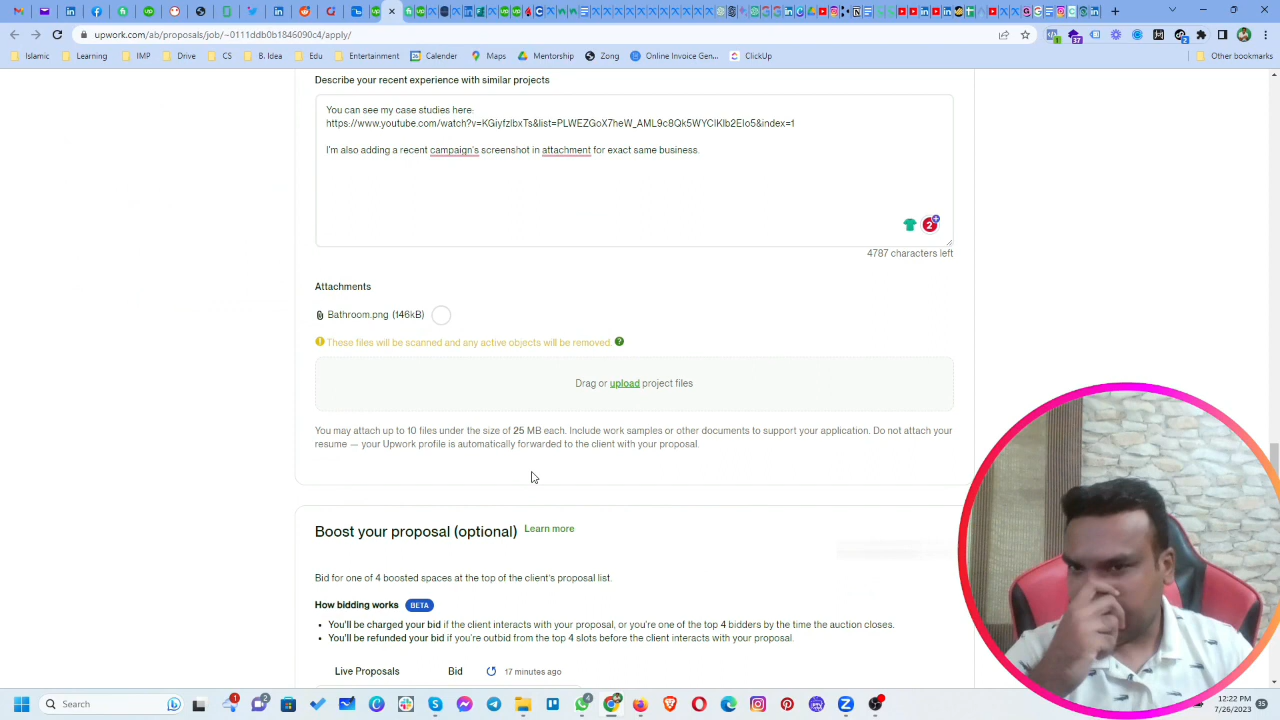 upwork.com/ab/proposals/job/~0111ddb0b1846090c4/apply/
Islamic Learning IMP Drive CS Edu B. Idea Entertainment Calendar Maps Mentorship Zong Online Invoice Gen... ClickUp Other bookmarks
Describe your recent experience with similar projects
You can see my case studies here:
https://www.youtube.com/watch?v=KGiyfzIbxTs&list=PLWEZGoX7heW_AML9c8Qk5WYCIKIb2EIo5&index=1
I'm also adding a recent campaign's screenshot in attachment for exact same business.
2
4787 characters left
Attachments
Bathroom.png (146kB)
These files will be scanned and any active objects will be removed.
Drag or upload project files
You may attach up to 10 files under the size of 25 MB each. Include work samples or other documents to support your application. Do not attach your
resume — your Upwork profile is automatically forwarded to the client with your proposal.
Boost your proposal (optional) Learn more
Bid for one of 4 boosted spaces at the top of the client's proposal list.
How bidding works BETA
• You'll be charged your bid if the client interacts with your proposal, or you're one of the top 4 bidders by the time the auction closes.
• You'll be refunded your bid if you're outbid from the top 4 slots before the client interacts with your proposal.
Live Proposals Bid 17 minutes ago
Search
12:22 PM
7/26/2023